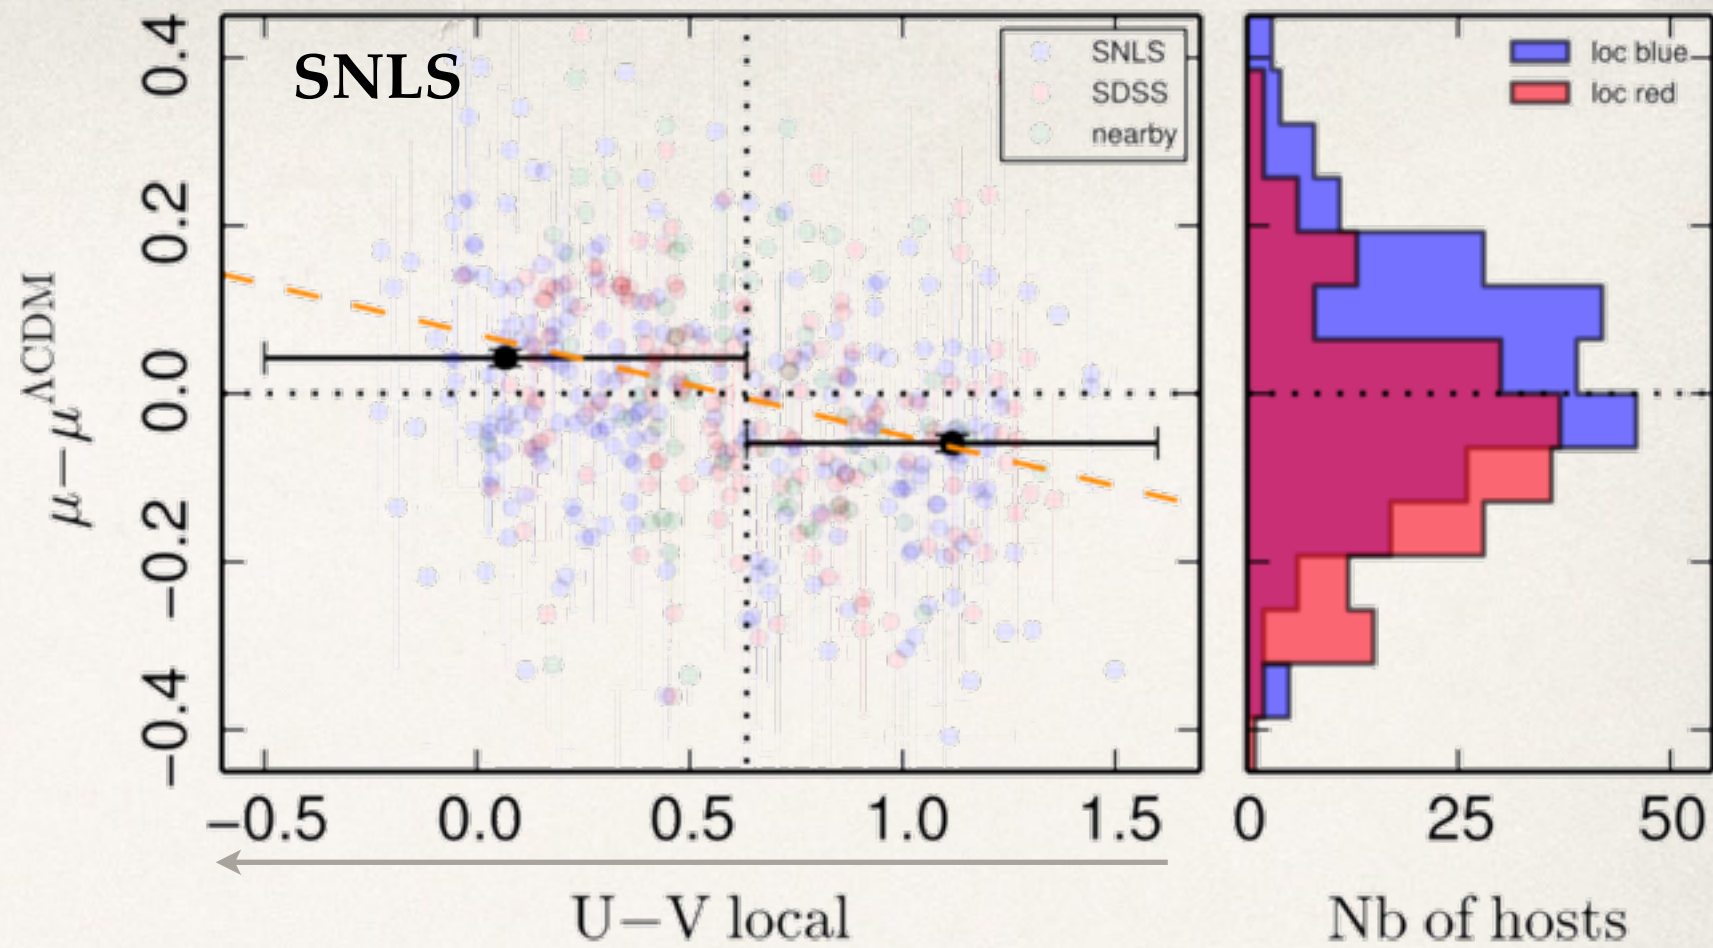 SNLS
SNLS
SDSS
nearby
loc blue
loc red
0.4
0.2
0.0
−0.2
−0.4
μ−μ^ΛCDM
−0.5 0.0 0.5 1.0 1.5
0 25 50
U−V local
Nb of hosts